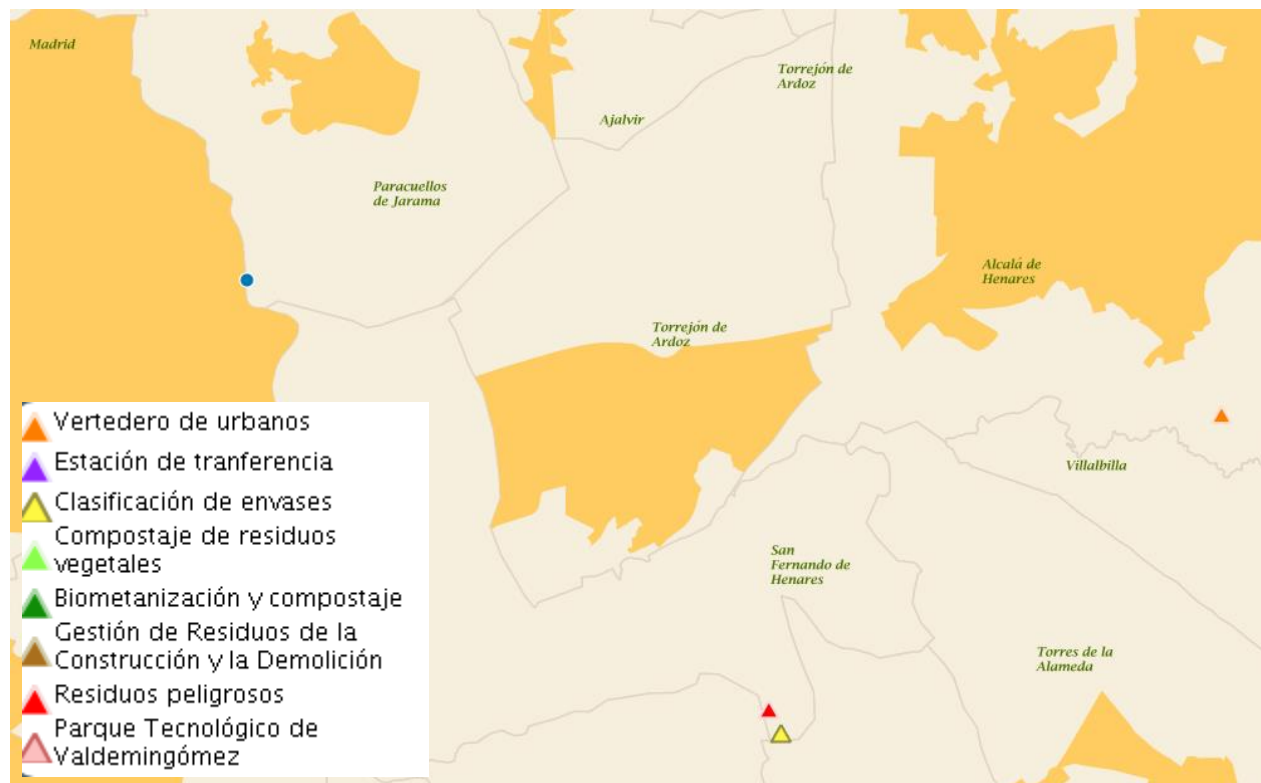 Madrid
Torrejón de
Ardoz
Ajalvir
Paracuellos
de Jarama
Alcalá de
Henares
Torrejón de
Ardoz
Villalbilla
San
Fernando de
Henares
Torres de la
Alameda
Vertedero de urbanos
Estación de tranferencia
Clasificación de envases
Compostaje de residuos
vegetales
Biometanización y compostaje
Gestión de Residuos de la
Construcción y la Demolición
Residuos peligrosos
Parque Tecnológico de
Valdemingómez